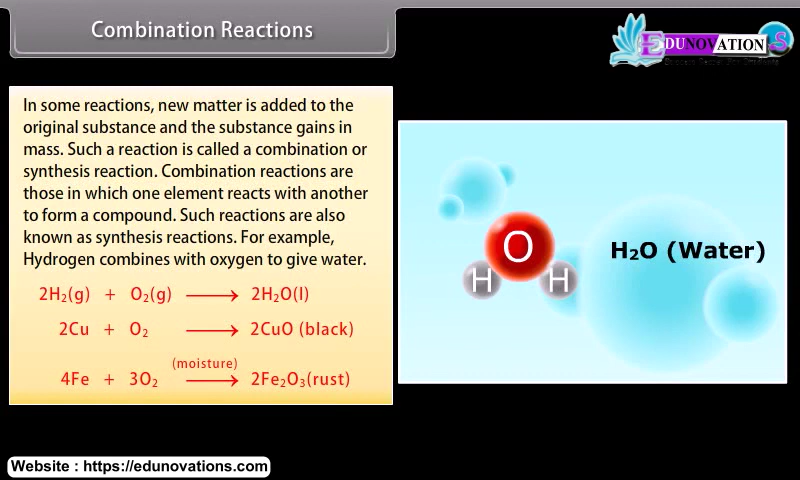 Combination Reactions
EDUNOVATION.S
In some reactions, new matter is added to the
original substance and the substance gains in
mass. Such a reaction is called a combination or
synthesis reaction. Combination reactions are
those in which one element reacts with another
to form a compound. Such reactions are also
known as synthesis reactions. For example,
Hydrogen combines with oxygen to give water.
2H₂(g) + O₂(g) ⟶ 2H₂O(l)
2Cu + O₂ ⟶ 2CuO (black)
(moisture)
4Fe + 3O₂ ⟶ 2Fe₂O₃(rust)
O
H H
H₂O (Water)
Website : https://edunovations.com